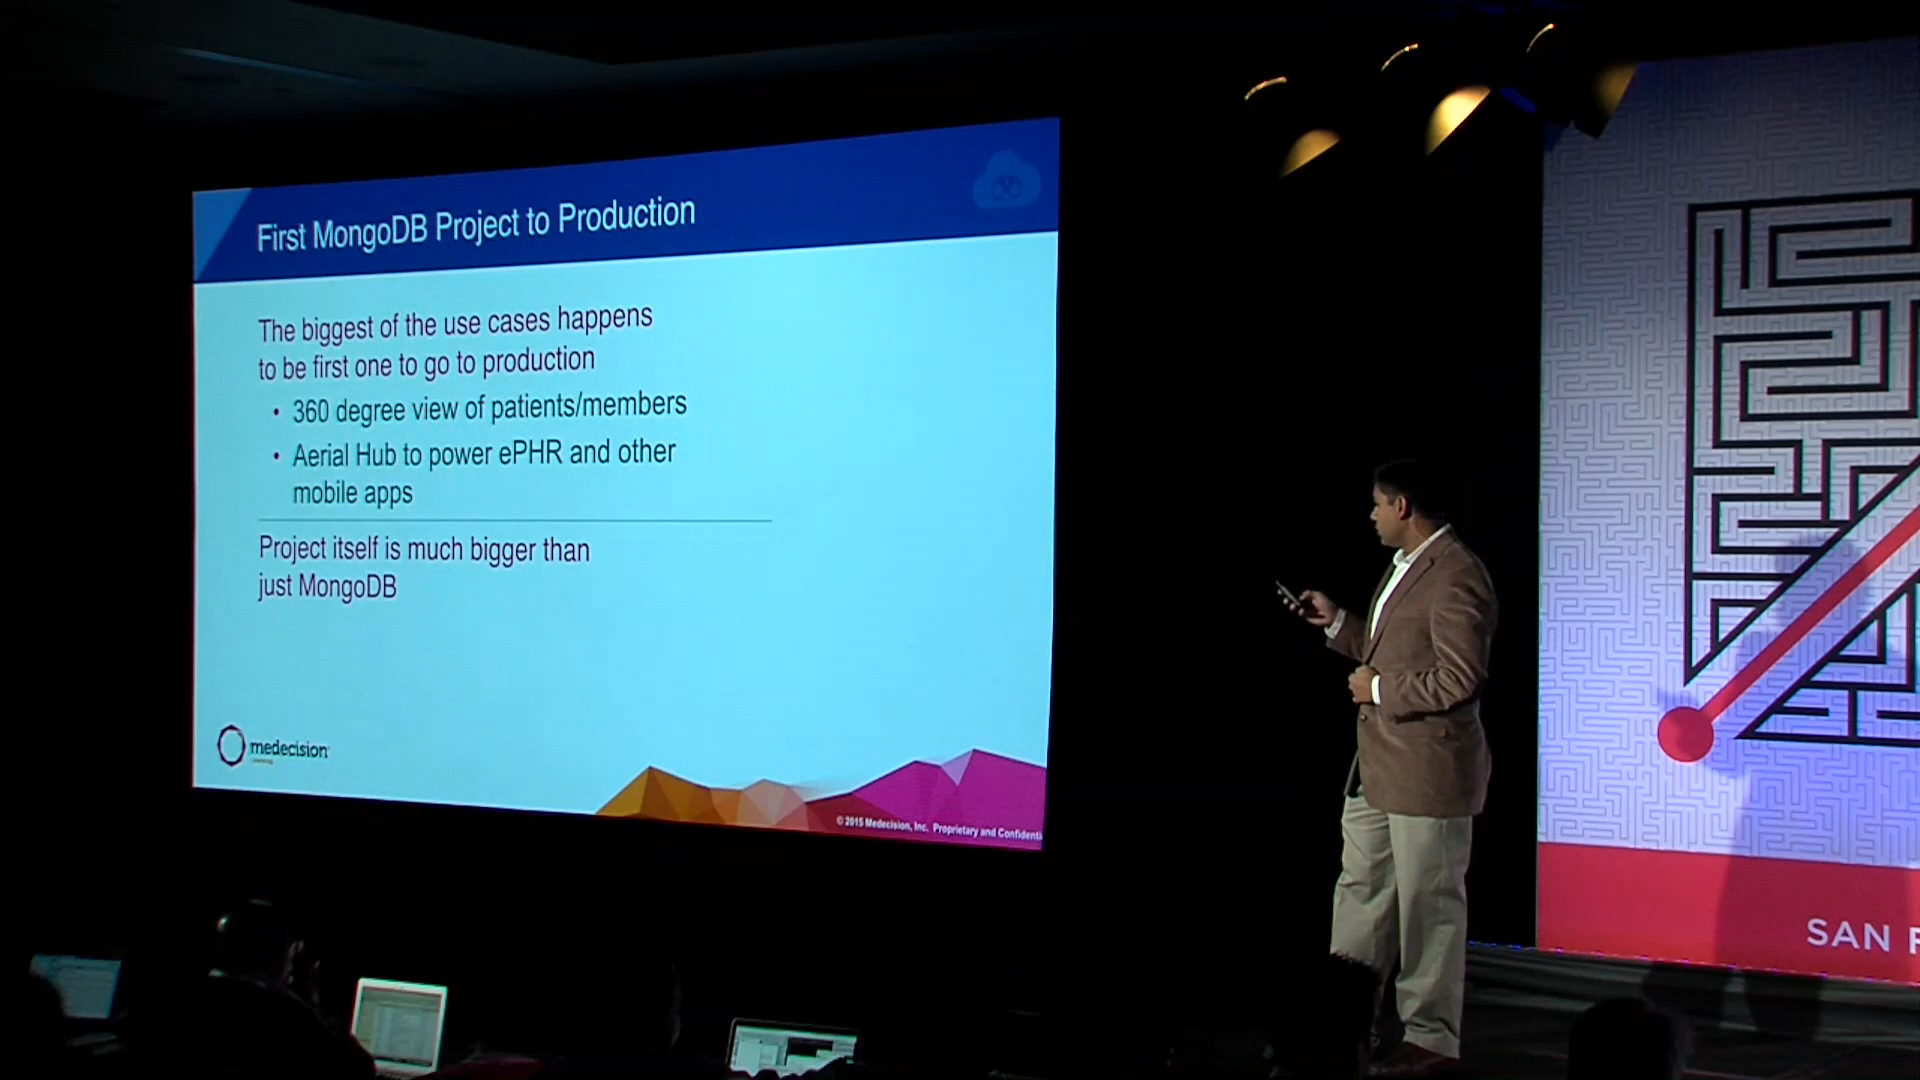 First MongoDB Project to Production
The biggest of the use cases happens
to be first one to go to production
• 360 degree view of patients/members
• Aerial Hub to power ePHR and other
mobile apps
Project itself is much bigger than
just MongoDB
medecision
© 2015 Medecision, Inc. Proprietary and Confidenti
SAN F